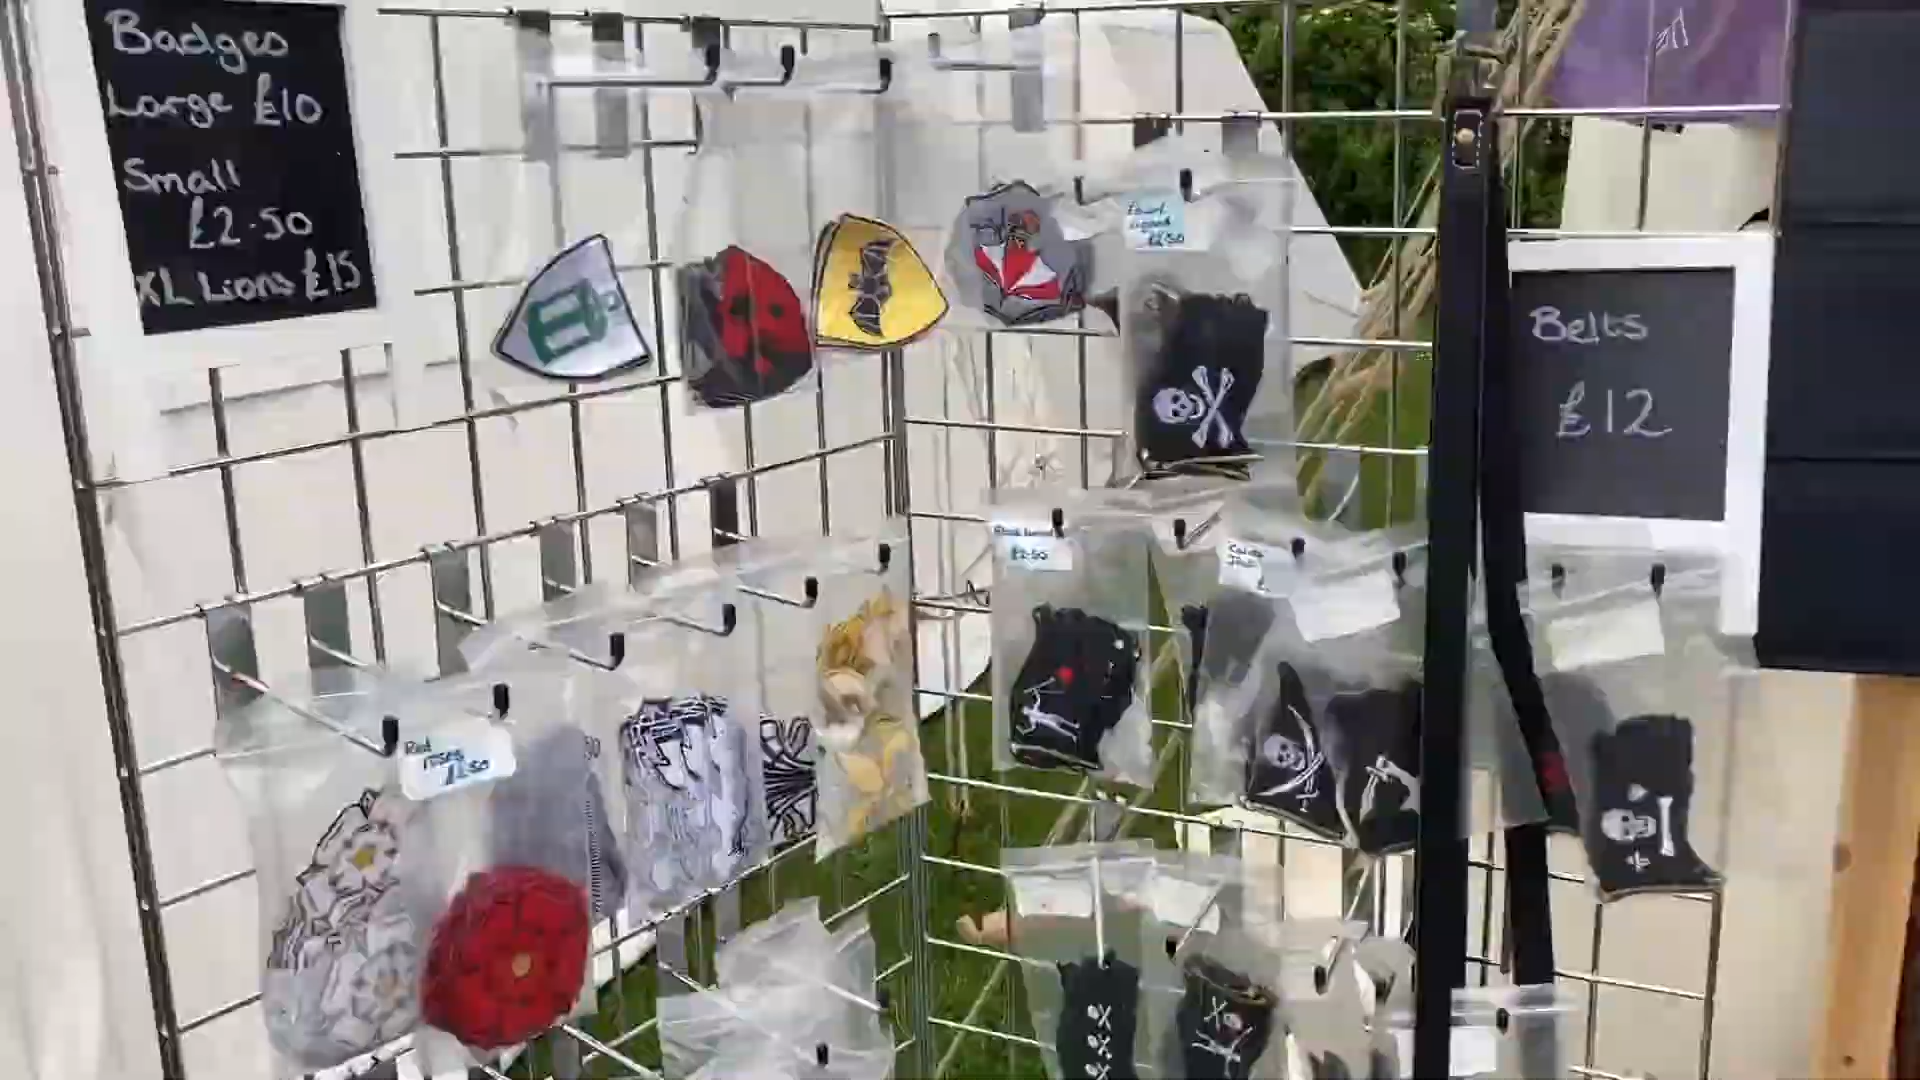 Badges
Large £10
Small
£2.50
XL Lions £15
£2.50
£2.50
Red
roses
£2.50
Belts
£12